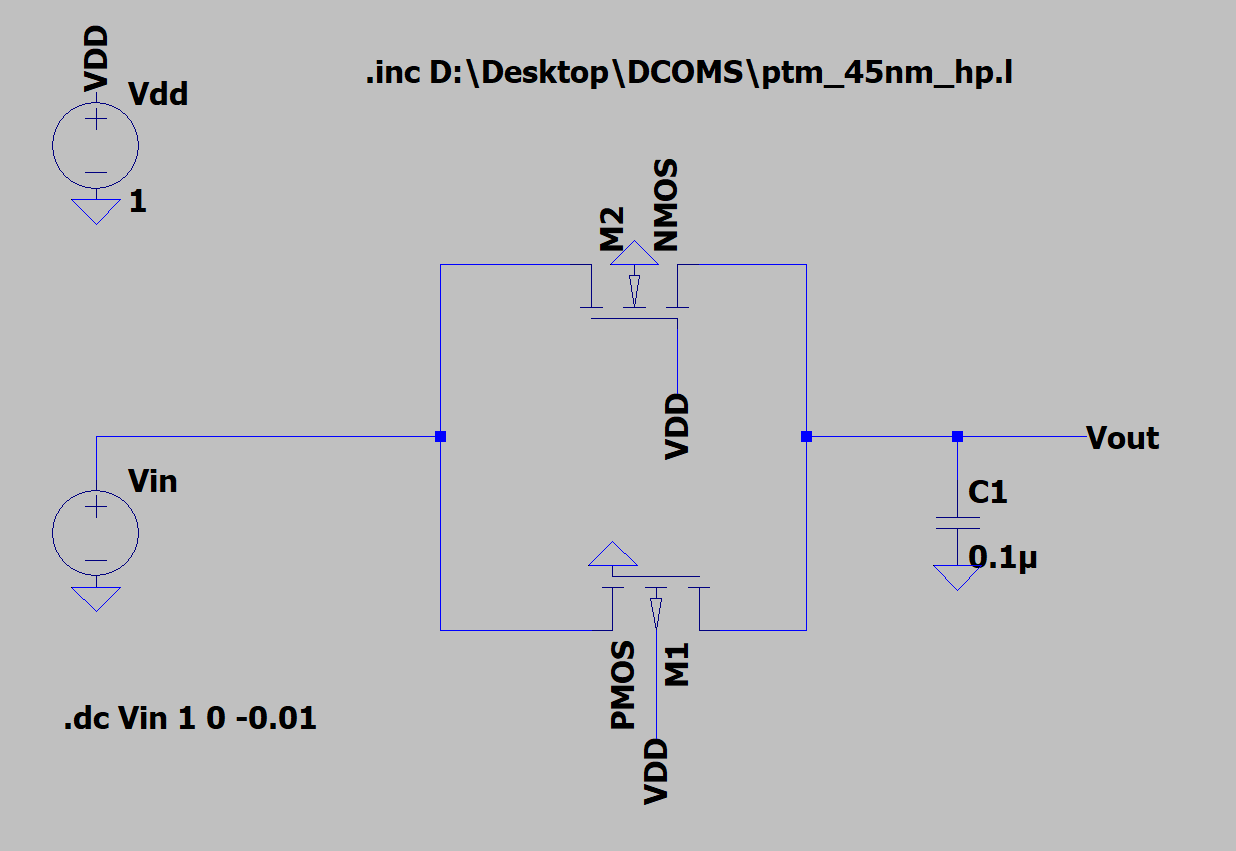 VDD
Vdd
1
.inc D:\Desktop\DCOMS\ptm_45nm_hp.l
M2
NMOS
VDD
Vin
Vout
C1
0.1µ
PMOS
M1
VDD
.dc Vin 1 0 -0.01